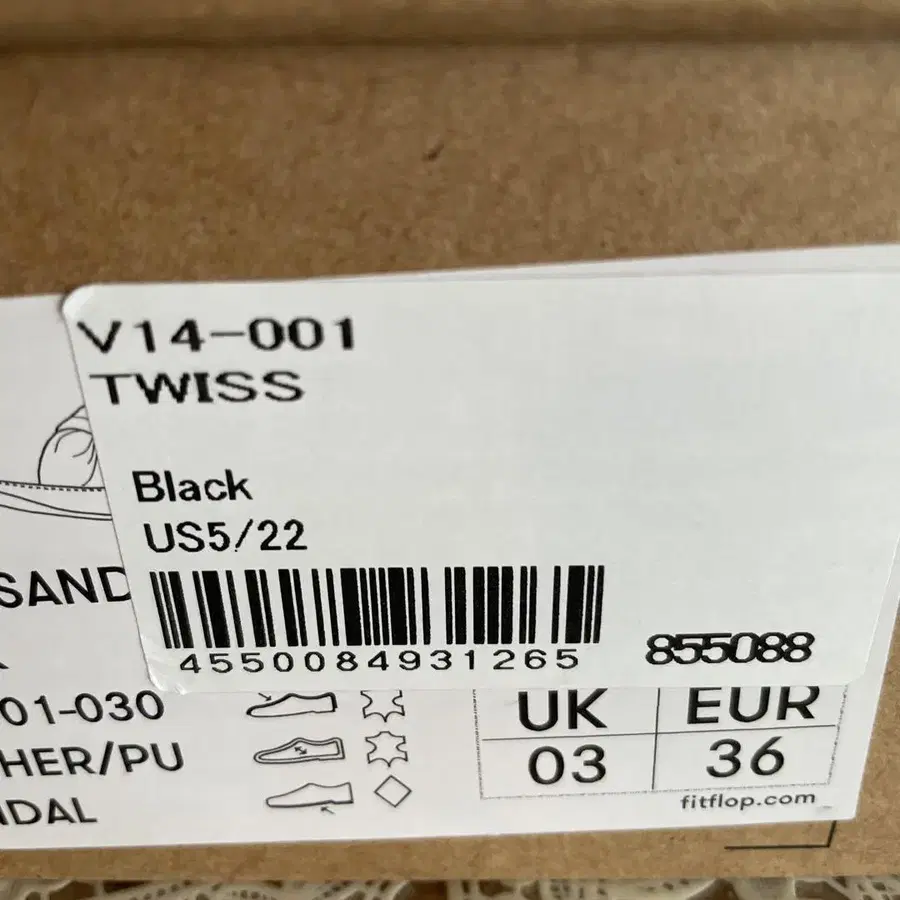 V14-001
TWISS
Black
US5/22
4550084931265
855088
SAND
01-030
HER/PU
DAL
UK EUR
03 36
fitflop.com